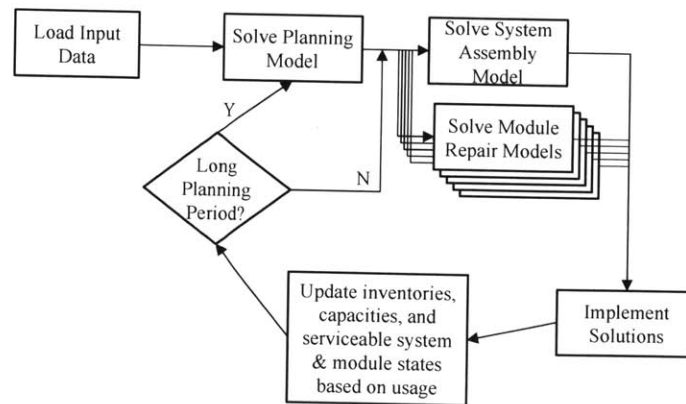 Load Input
Data
Solve Planning
Model
Solve System
Assembly
Model
Solve Module
Repair Models
Y
N
Long
Planning
Period?
Update inventories,
capacities, and
serviceable system
& module states
based on usage
Implement
Solutions